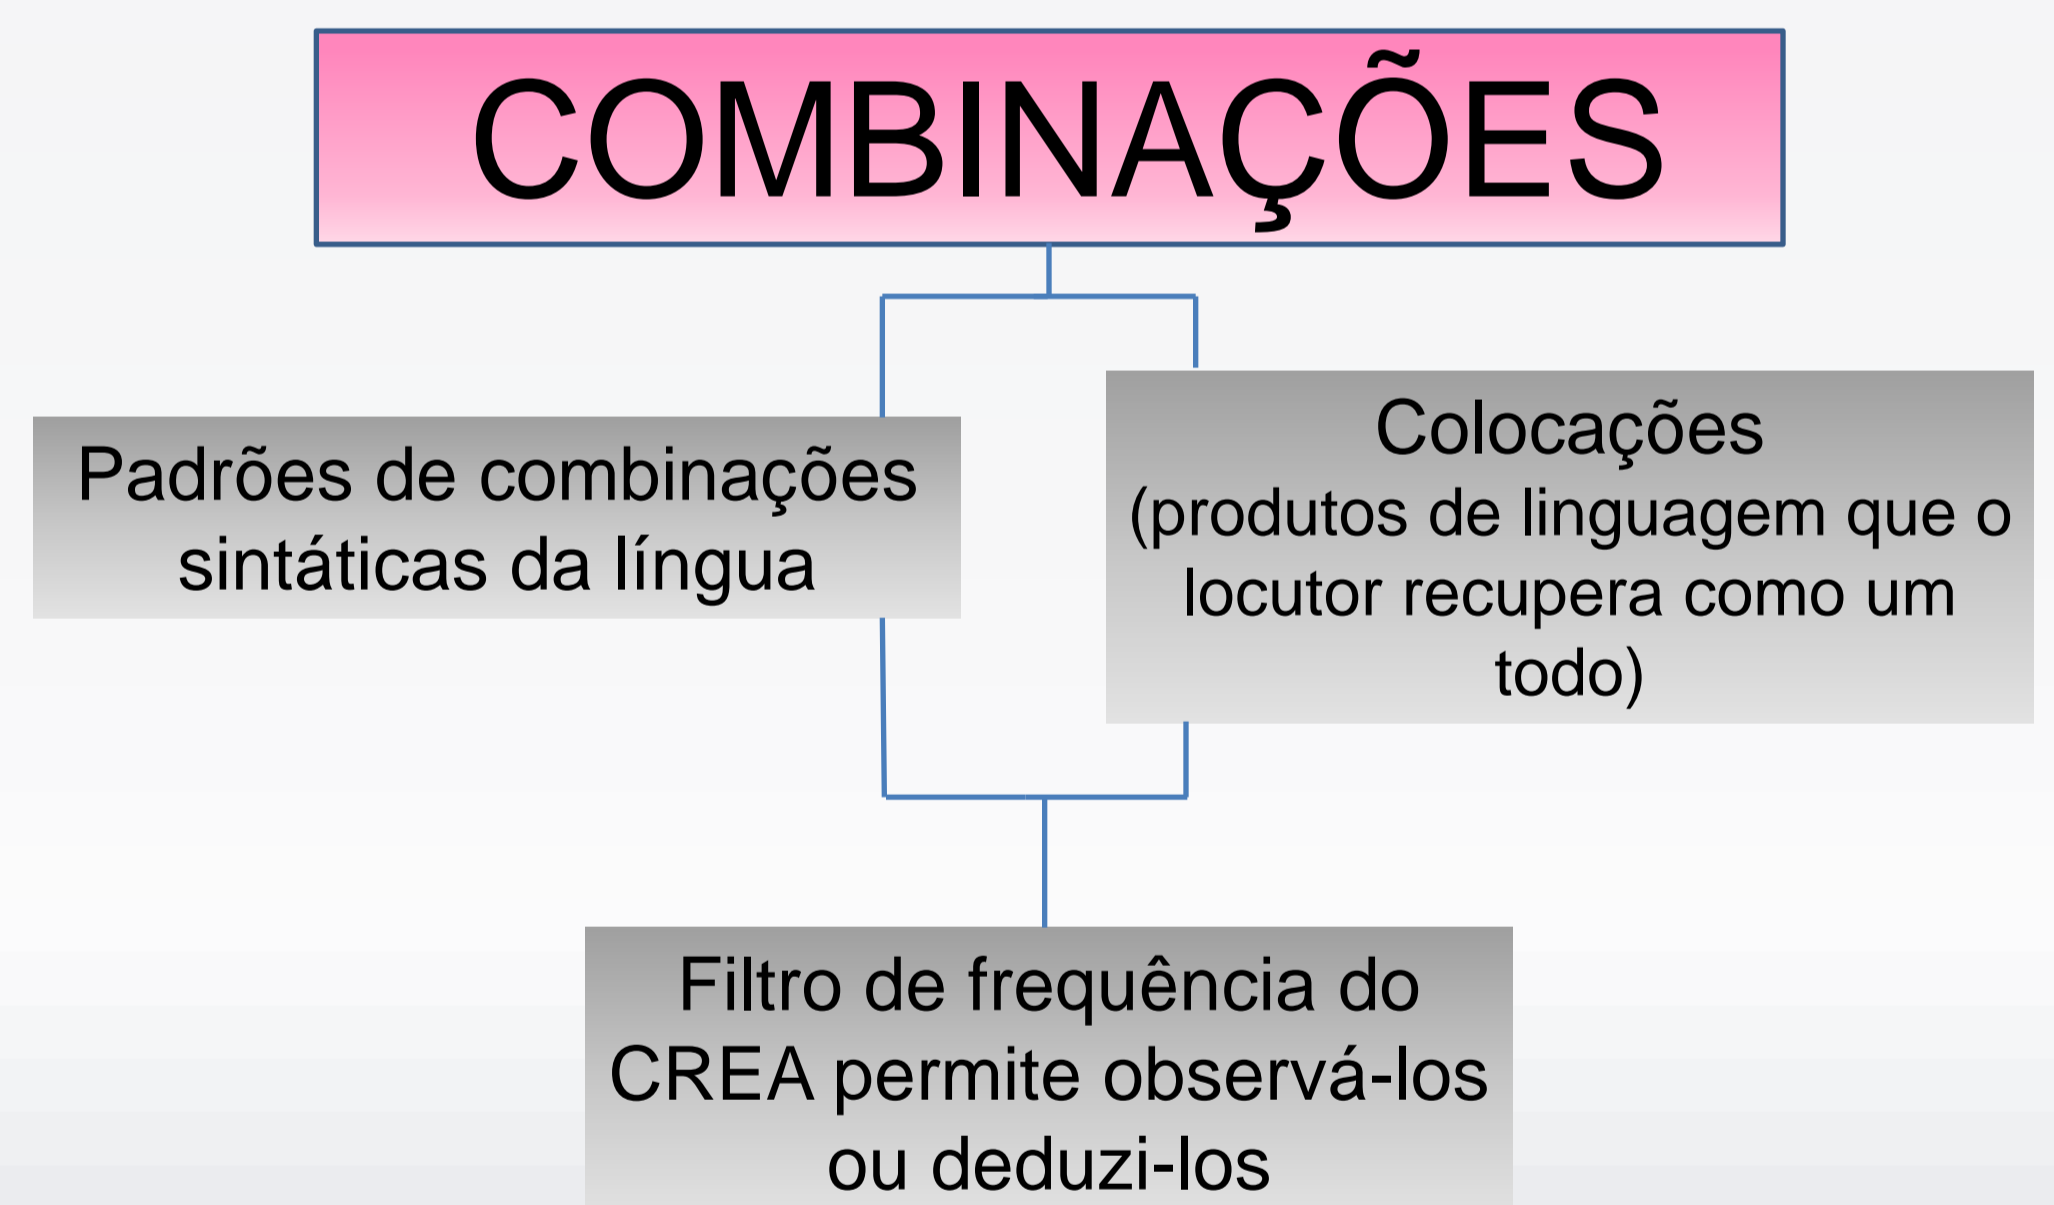 COMBINAÇÕES
Padrões de combinações
sintáticas da língua
Colocações
(produtos de linguagem que o
locutor recupera como um
todo)
Filtro de frequência do
CREA permite observá-los
ou deduzi-los